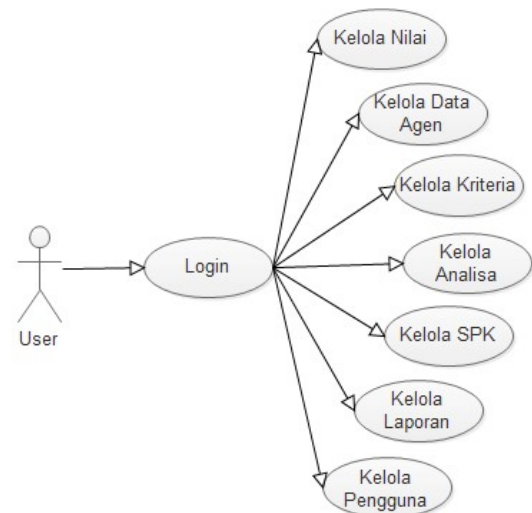 Kelola Nilai
Kelola Data
Agen
Kelola Kriteria
Kelola
Analisa
Kelola SPK
Kelola
Laporan
Kelola
Pengguna
Login
User